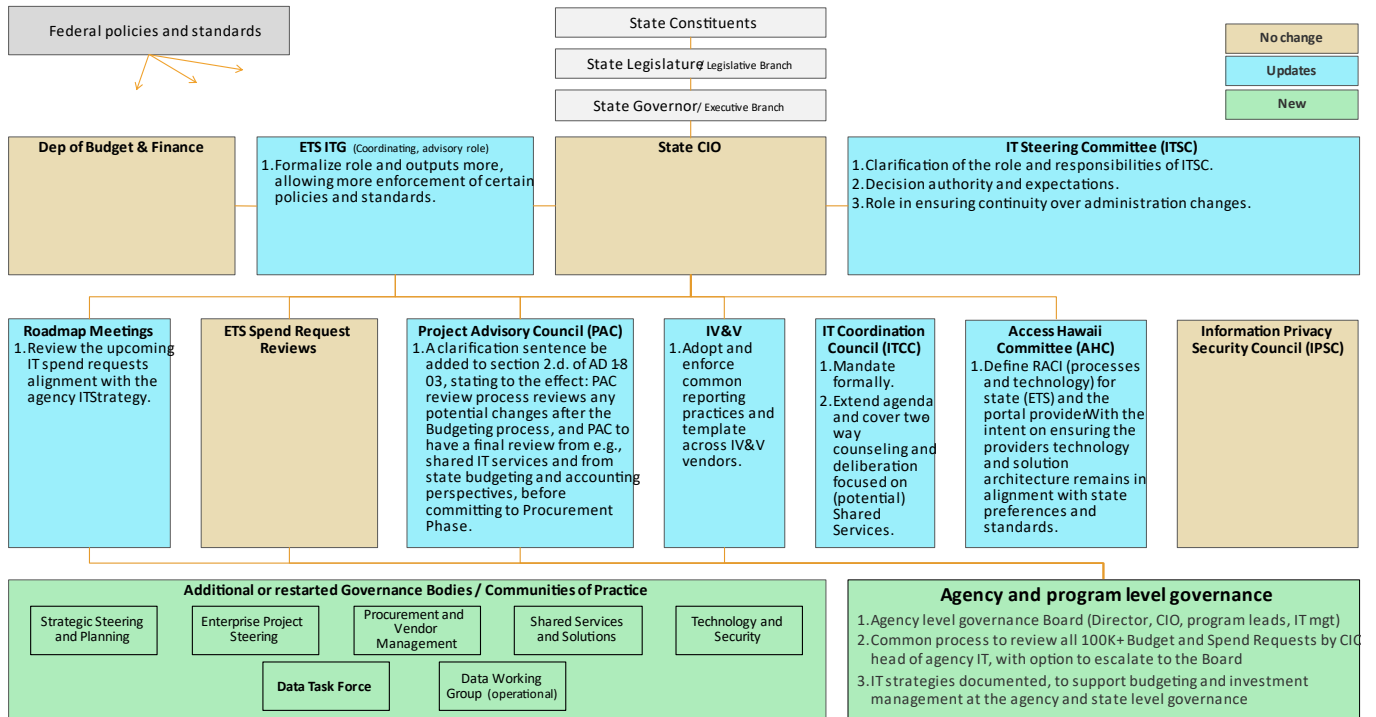 Federal policies and standards
State Constituents
State Legislature/ Legislative Branch
State Governor/ Executive Branch
No change
Updates
New
Dep of Budget & Finance
ETS ITG (Coordinating, advisory role)
1.Formalize role and outputs more,
allowing more enforcement of certain
policies and standards.
State CIO
IT Steering Committee (ITSC)
1.Clarification of the role and responsibilities of ITSC.
2.Decision authority and expectations.
3.Role in ensuring continuity over administration changes.
Roadmap Meetings
1.Review the upcoming
IT spend requests
alignment with the
agency ITStrategy.
ETS Spend Request
Reviews
Project Advisory Council (PAC)
1.A clarification sentence be
added to section 2.d. of AD 18
03, stating to the effect: PAC
review process reviews any
potential changes after the
Budgeting process, and PAC to
have a final review from e.g.,
shared IT services and from
state budgeting and accounting
perspectives, before
committing to Procurement
Phase.
IV&V
1.Adopt and
enforce
common
reporting
practices and
template
across IV&V
vendors.
IT Coordination
Council (ITCC)
1.Mandate
formally.
2.Extend agenda
and cover two
way
counseling and
deliberation
focused on
(potential)
Shared
Services.
Access Hawaii
Committee (AHC)
1.Define RACI (processes
and technology) for
state (ETS) and the
portal provider. With the
intent on ensuring the
providers technology
and solution
architecture remains in
alignment with state
preferences and
standards.
Information Privacy
Security Council (IPSC)
Additional or restarted Governance Bodies / Communities of Practice
Strategic Steering
and Planning
Enterprise Project
Steering
Procurement and
Vendor
Management
Shared Services
and Solutions
Technology and
Security
Data Task Force
Data Working
Group (operational)
Agency and program level governance
1.Agency level governance Board (Director, CIO, program leads, IT mgt)
2.Common process to review all 100K+ Budget and Spend Requests by CIO
head of agency IT, with option to escalate to the Board
3.IT strategies documented, to support budgeting and investment
management at the agency and state level governance